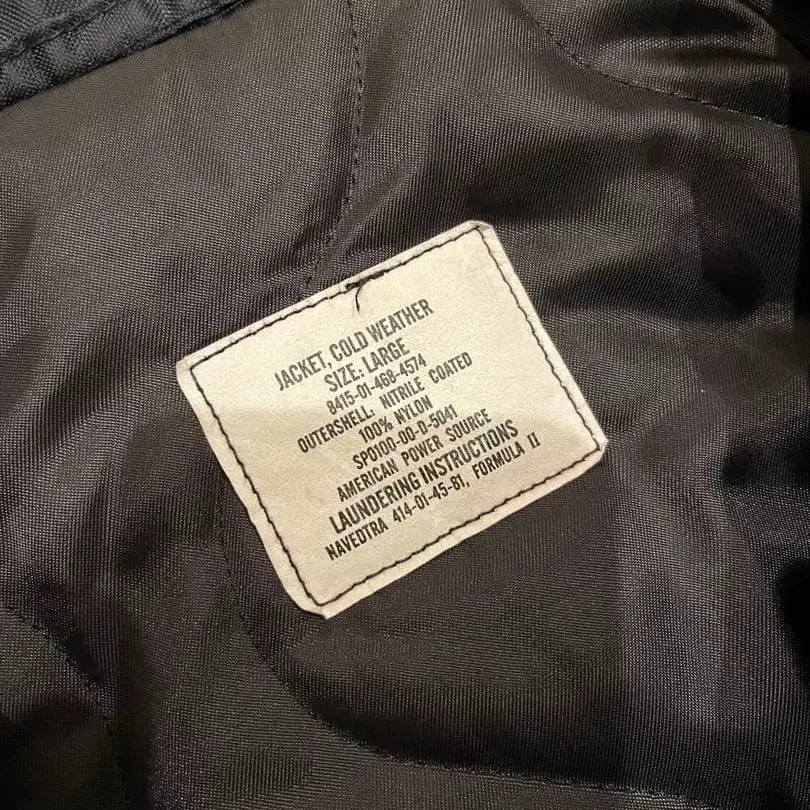 JACKET, COLD WEATHER
SIZE: LARGE
8415-01-468-4574
OUTERSHELL: NITRILE COATED
100% NYLON
SPO100-00-D-5041
AMERICAN POWER SOURCE
LAUNDERING INSTRUCTIONS
NAVEDTRA 414-01-45-81, FORMULA II